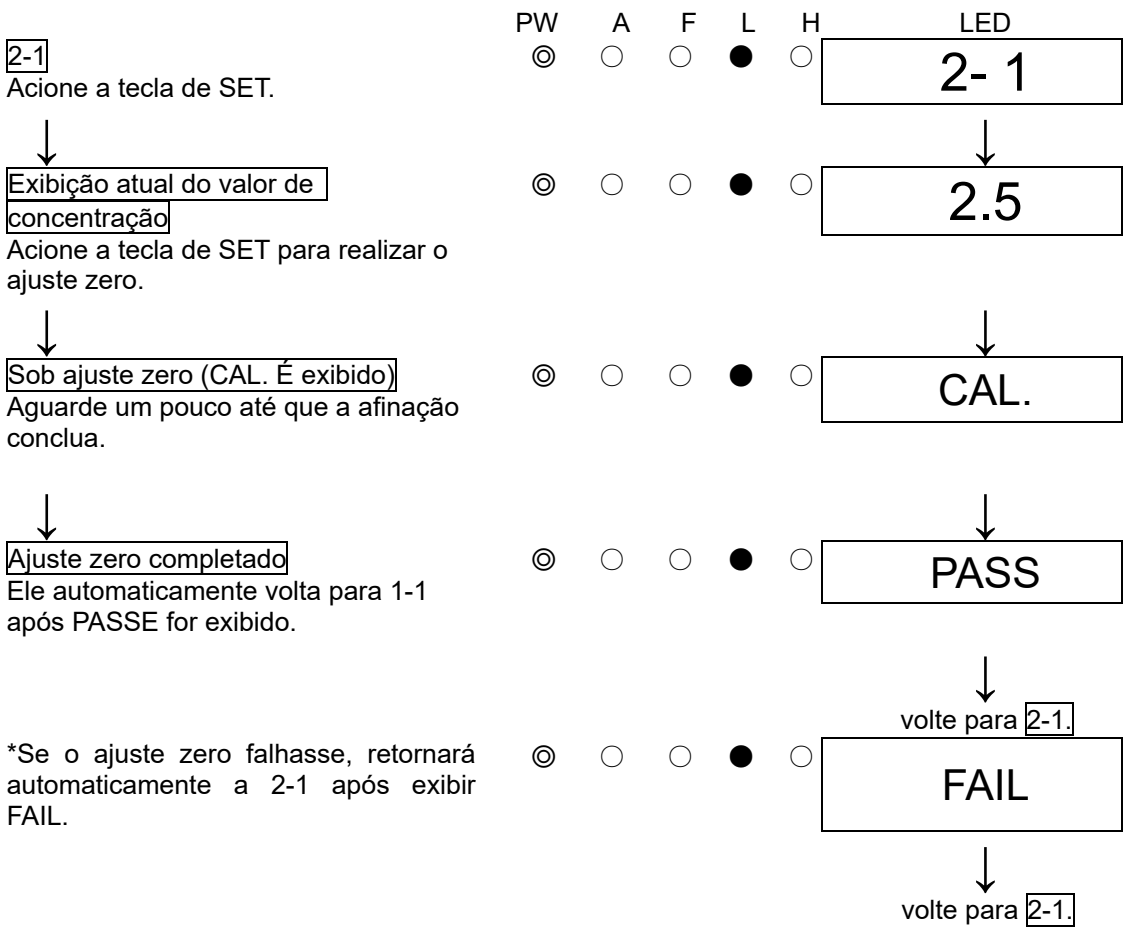 PW A F L H LED
2-1 ◎ ○ ○ ● ○ 2- 1
Acione a tecla de SET.
↓ ↓
Exibição atual do valor de ◎ ○ ○ ● ○ 2.5
concentração
Acione a tecla de SET para realizar o
ajuste zero.
↓ ↓
Sob ajuste zero (CAL. É exibido) ◎ ○ ○ ● ○ CAL.
Aguarde um pouco até que a afinação
conclua.
↓ ↓
Ajuste zero completado ◎ ○ ○ ● ○ PASS
Ele automaticamente volta para 1-1
após PASSE for exibido.
↓
volte para 2-1.
*Se o ajuste zero falhasse, retornará ◎ ○ ○ ● ○ FAIL
automaticamente a 2-1 após exibir
FAIL.
↓
volte para 2-1.